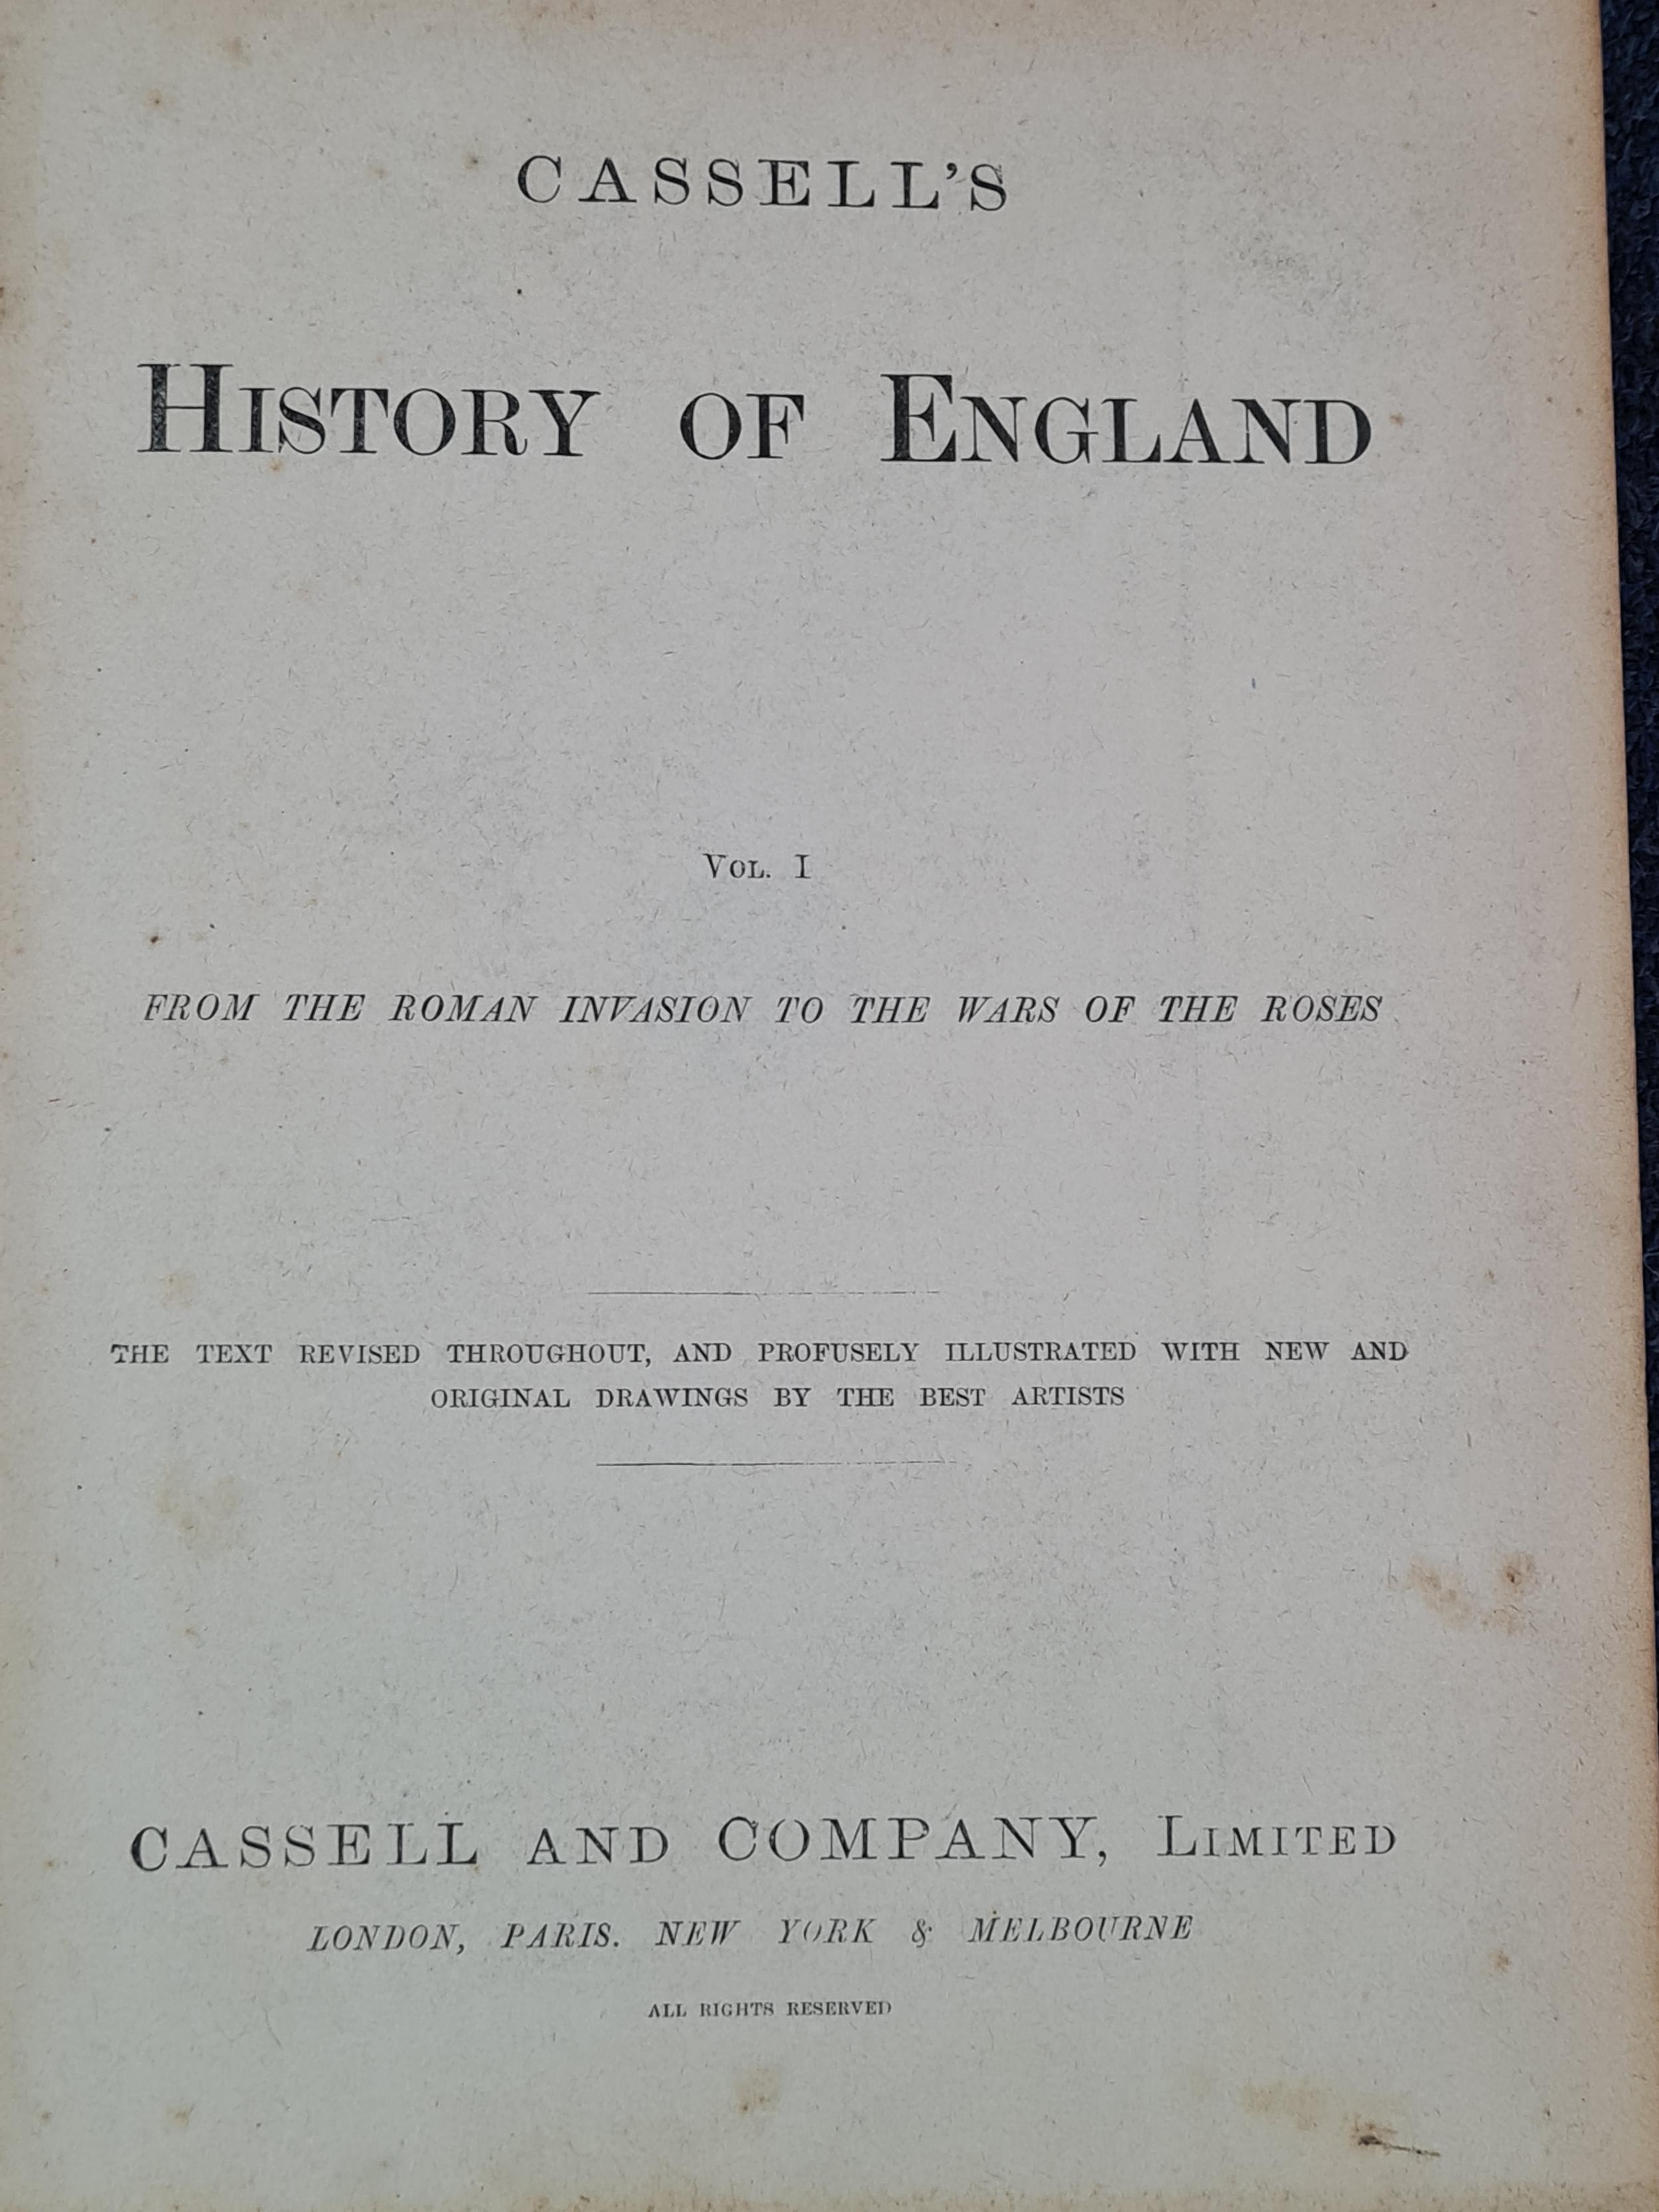 CASSELL'S
HISTORY OF ENGLAND
VOL. I
FROM THE ROMAN INVASION TO THE WARS OF THE ROSES
THE TEXT REVISED THROUGHOUT, AND PROFUSELY ILLUSTRATED WITH NEW AND
ORIGINAL DRAWINGS BY THE BEST ARTISTS
CASSELL AND COMPANY, LIMITED
LONDON, PARIS. NEW YORK & MELBOURNE
ALL RIGHTS RESERVED